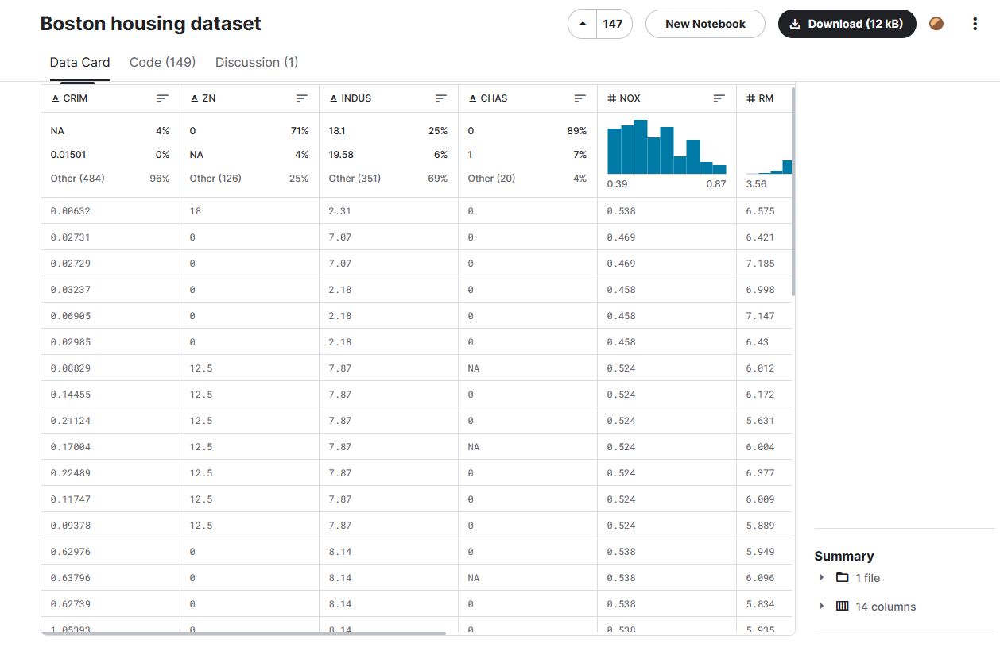 Boston housing dataset
147
New Notebook
Download (12 kB)
Data Card Code (149) Discussion (1)
A CRIM A ZN A INDUS A CHAS # NOX # RM
NA 4% 0 71% 18.1 25% 0 89%
0.01501 0% NA 4% 19.58 6% 1 7%
Other (484) 96% Other (126) 25% Other (351) 69% Other (20) 4% 0.39 0.87 3.56
0.00632 18 2.31 0 0.538 6.575
0.02731 0 7.07 0 0.469 6.421
0.02729 0 7.07 0 0.469 7.185
0.03237 0 2.18 0 0.458 6.998
0.06905 0 2.18 0 0.458 7.147
0.02985 0 2.18 0 0.458 6.43
0.08829 12.5 7.87 NA 0.524 6.012
0.14455 12.5 7.87 0 0.524 6.172
0.21124 12.5 7.87 0 0.524 5.631
0.17004 12.5 7.87 NA 0.524 6.004
0.22489 12.5 7.87 0 0.524 6.377
0.11747 12.5 7.87 0 0.524 6.009
0.09378 12.5 7.87 0 0.524 5.889
0.62976 0 8.14 0 0.538 5.949
0.63796 0 8.14 NA 0.538 6.096
0.62739 0 8.14 0 0.538 5.834
1.05393 0 8.14 0 0.538 5.935
Summary
1 file
14 columns